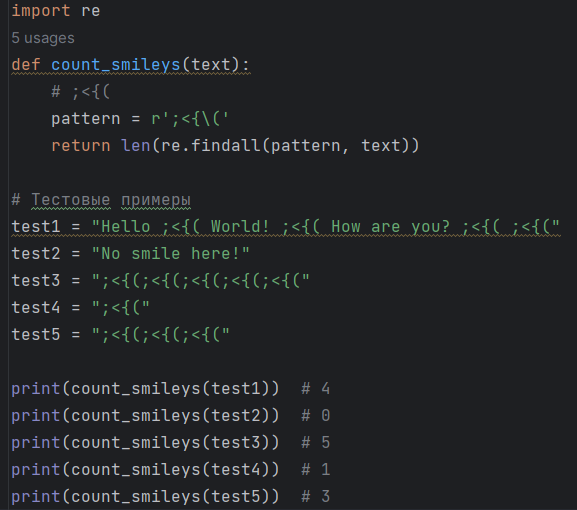 import re
5 usages
def count_smileys(text):
    # ;<{(
    pattern = r';<{\('
    return len(re.findall(pattern, text))
# Тестовые примеры
test1 = "Hello ;<{( World! ;<{( How are you? ;<{( ;<{("
test2 = "No smile here!"
test3 = ";<{(;<{(;<{(;<{(;<{("
test4 = ";<{("
test5 = ";<{(;<{(;<{("
print(count_smileys(test1))  # 4
print(count_smileys(test2))  # 0
print(count_smileys(test3))  # 5
print(count_smileys(test4))  # 1
print(count_smileys(test5))  # 3